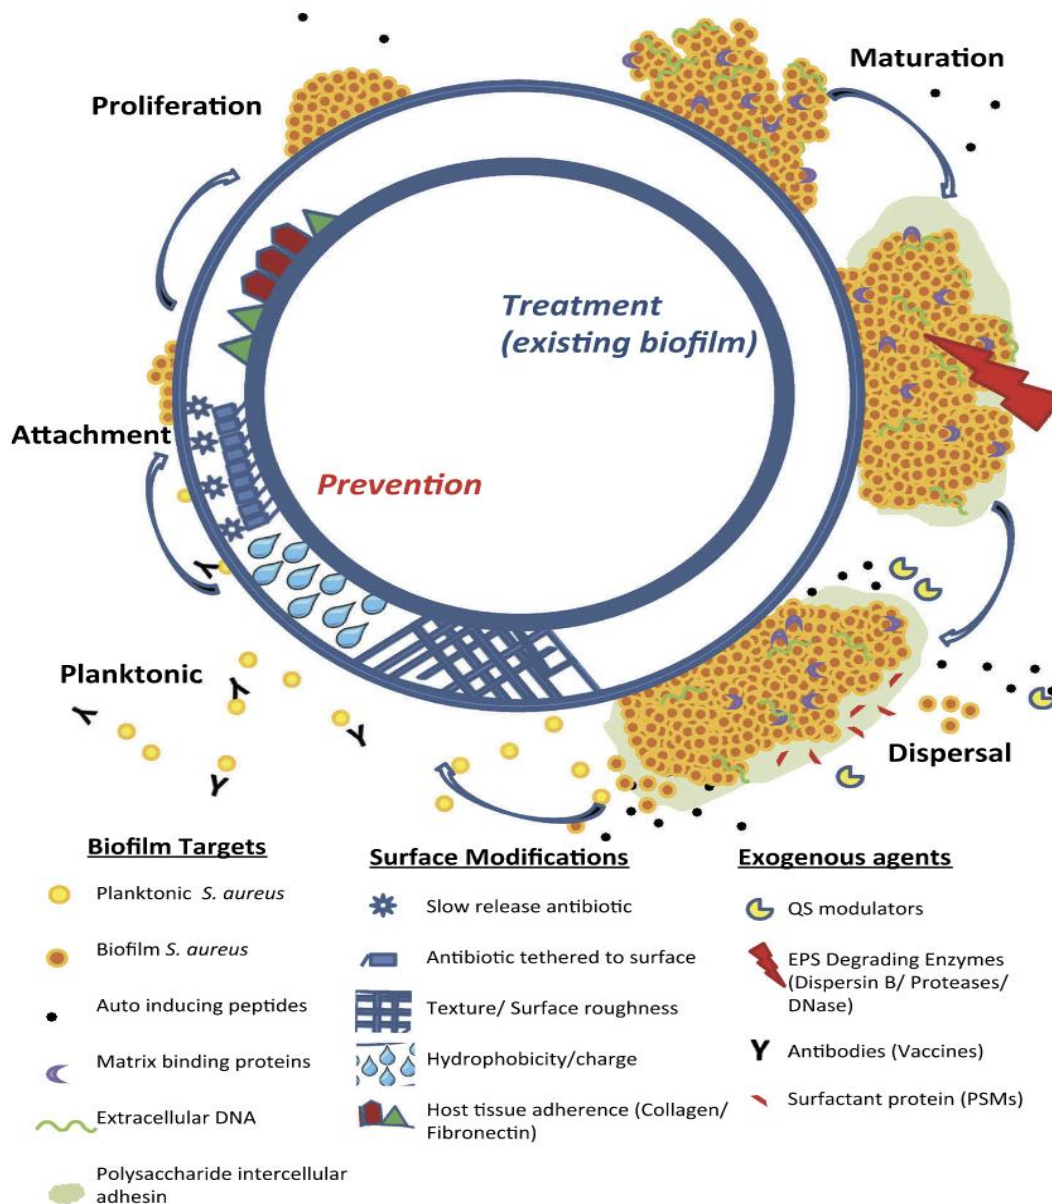 Maturation
Proliferation
Treatment
(existing biofilm)
Attachment
Prevention
Planktonic
Dispersal
Biofilm Targets
Planktonic S. aureus
Biofilm S. aureus
Auto inducing peptides
Matrix binding proteins
Extracellular DNA
Polysaccharide intercellular
adhesin
Surface Modifications
Slow release antibiotic
Antibiotic tethered to surface
Texture/ Surface roughness
Hydrophobicity/charge
Host tissue adherence (Collagen/
Fibronectin)
Exogenous agents
QS modulators
EPS Degrading Enzymes
(Dispersin B/ Proteases/
DNase)
Antibodies (Vaccines)
Surfactant protein (PSMs)